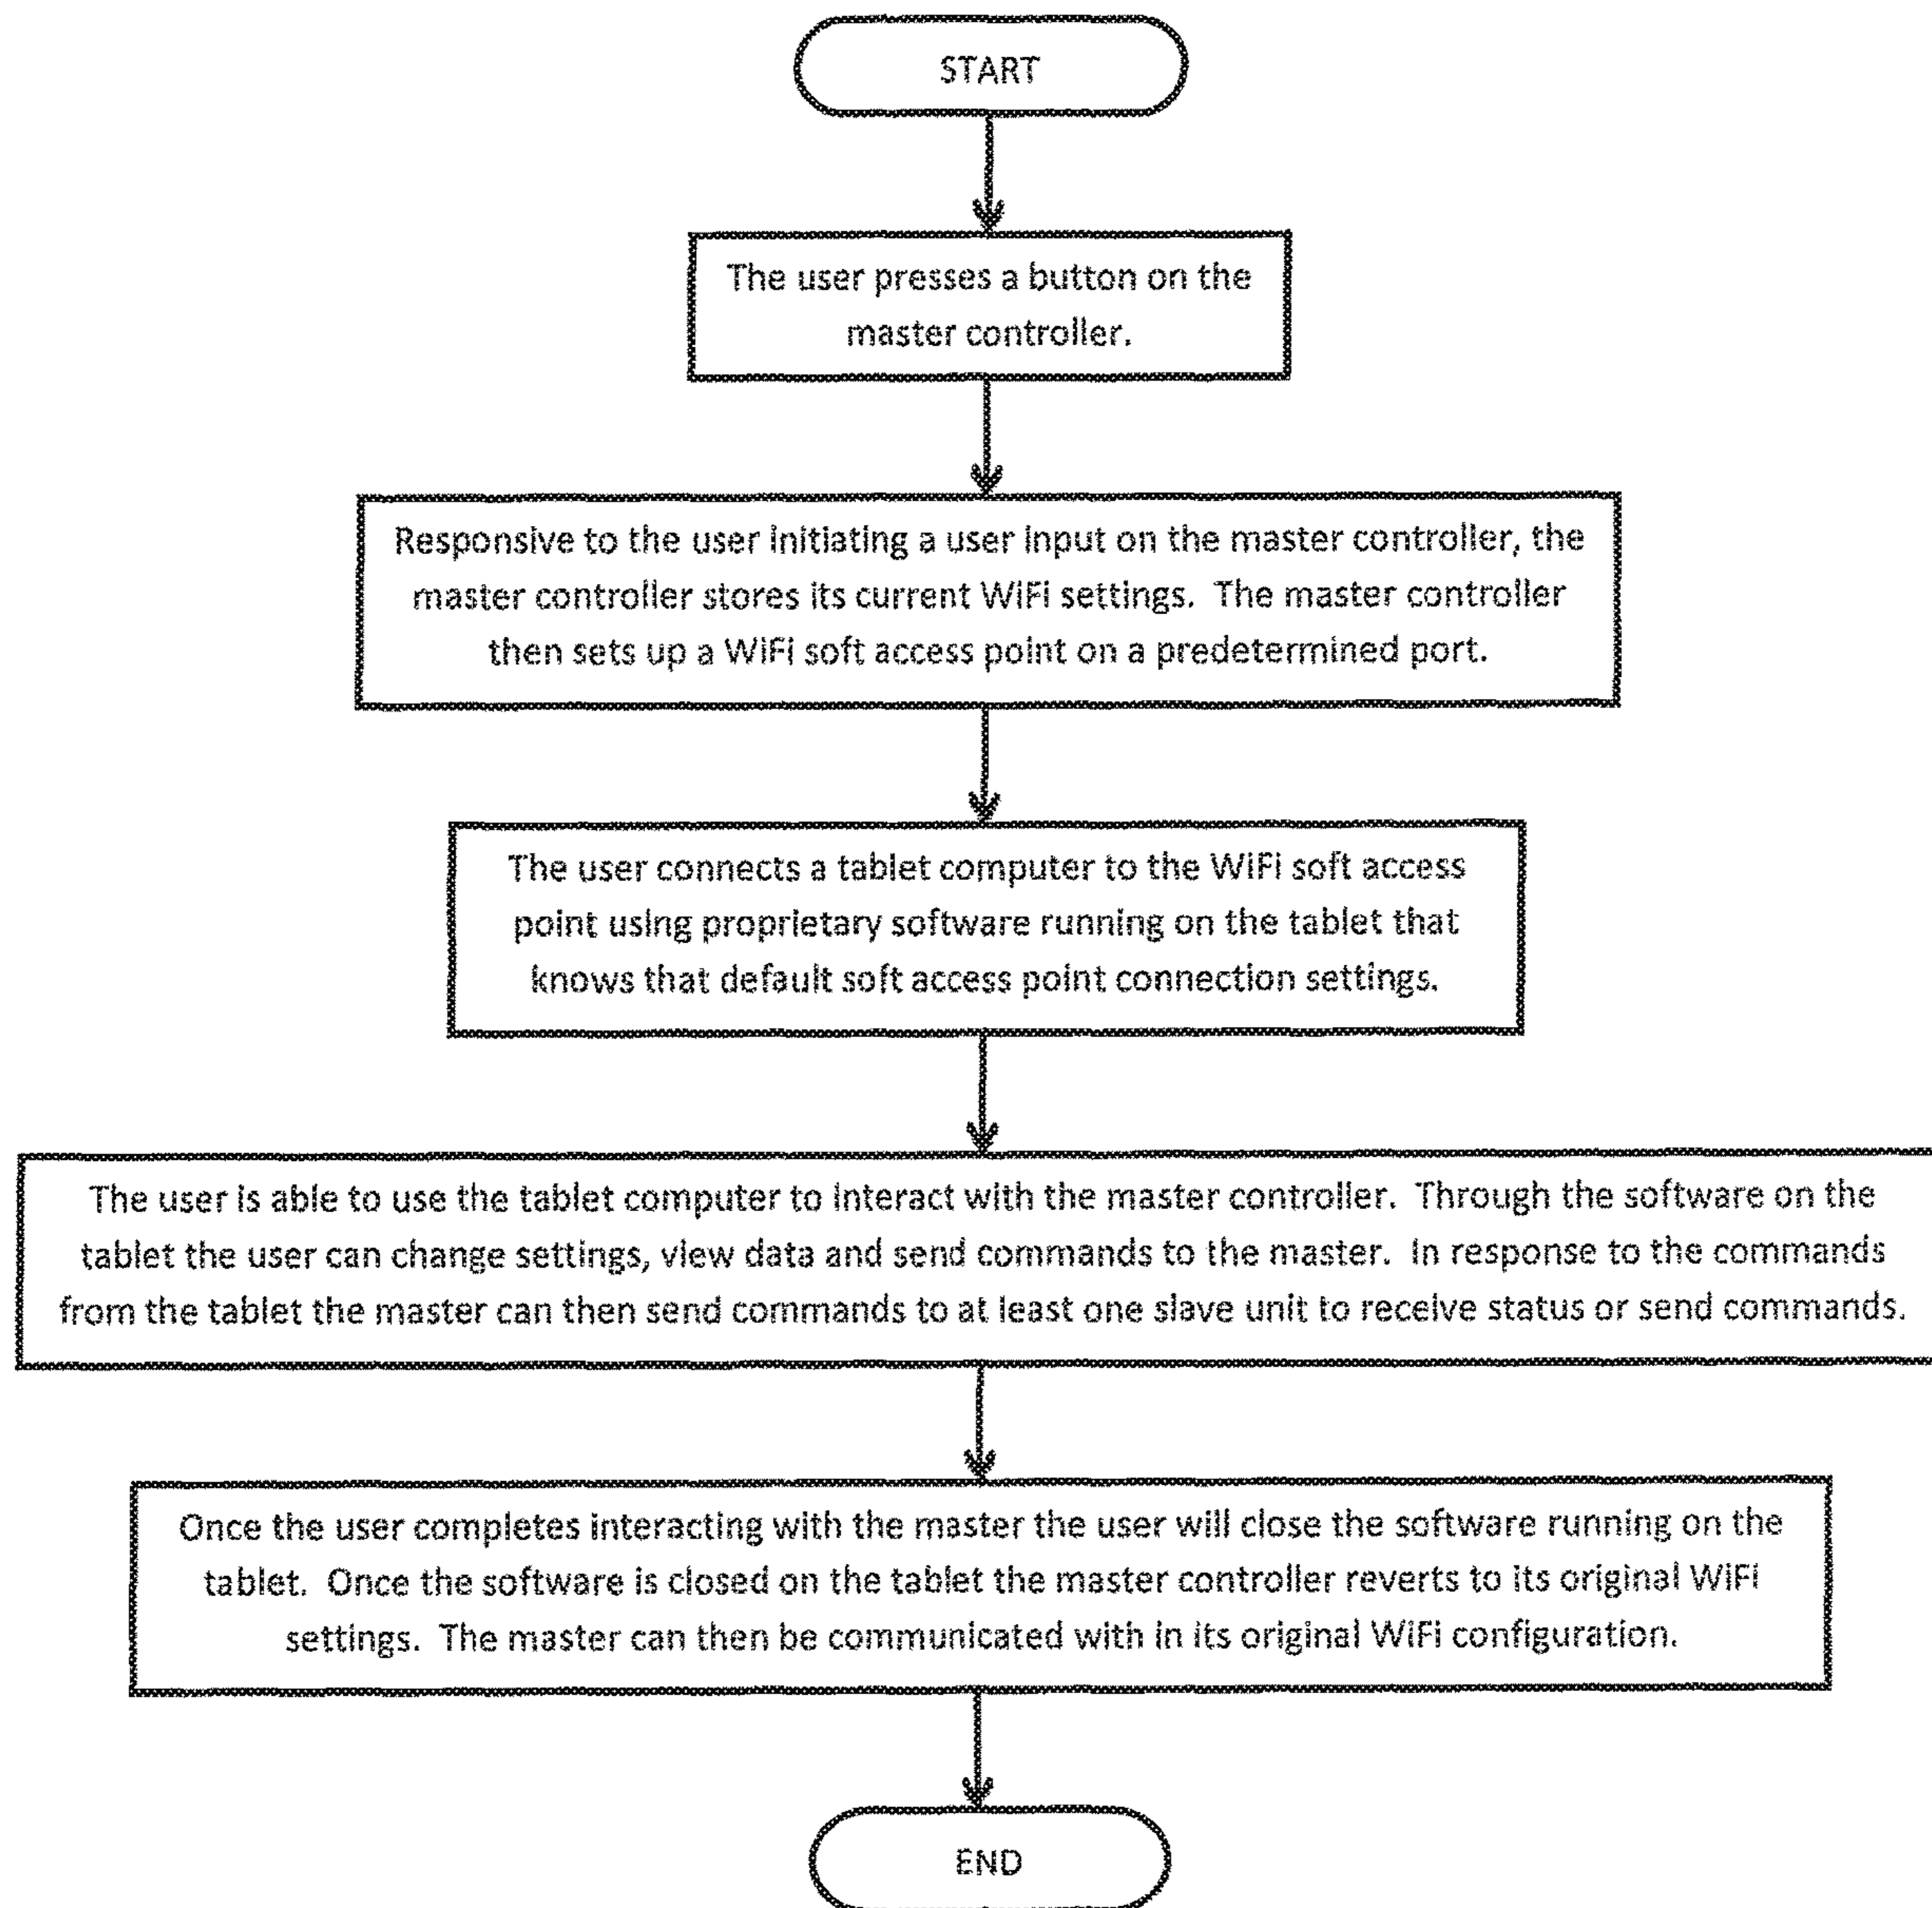 START
The user presses a button on the
master controller.
Responsive to the user initiating a user input on the master controller, the
master controller stores its current WiFi settings.  The master controller
then sets up a WiFi soft access point on a predetermined port.
The user connects a tablet computer to the WiFi soft access
point using proprietary software running on the tablet that
knows that default soft access point connection settings.
The user is able to use the tablet computer to interact with the master controller.  Through the software on the
tablet the user can change settings, view data and send commands to the master.  In response to the commands
from the tablet the master can then send commands to at least one slave unit to receive status or send commands.
Once the user completes interacting with the master the user will close the software running on the
tablet.  Once the software is closed on the tablet the master controller reverts to its original WiFi
settings.  The master can then be communicated with in its original WiFi configuration.
END